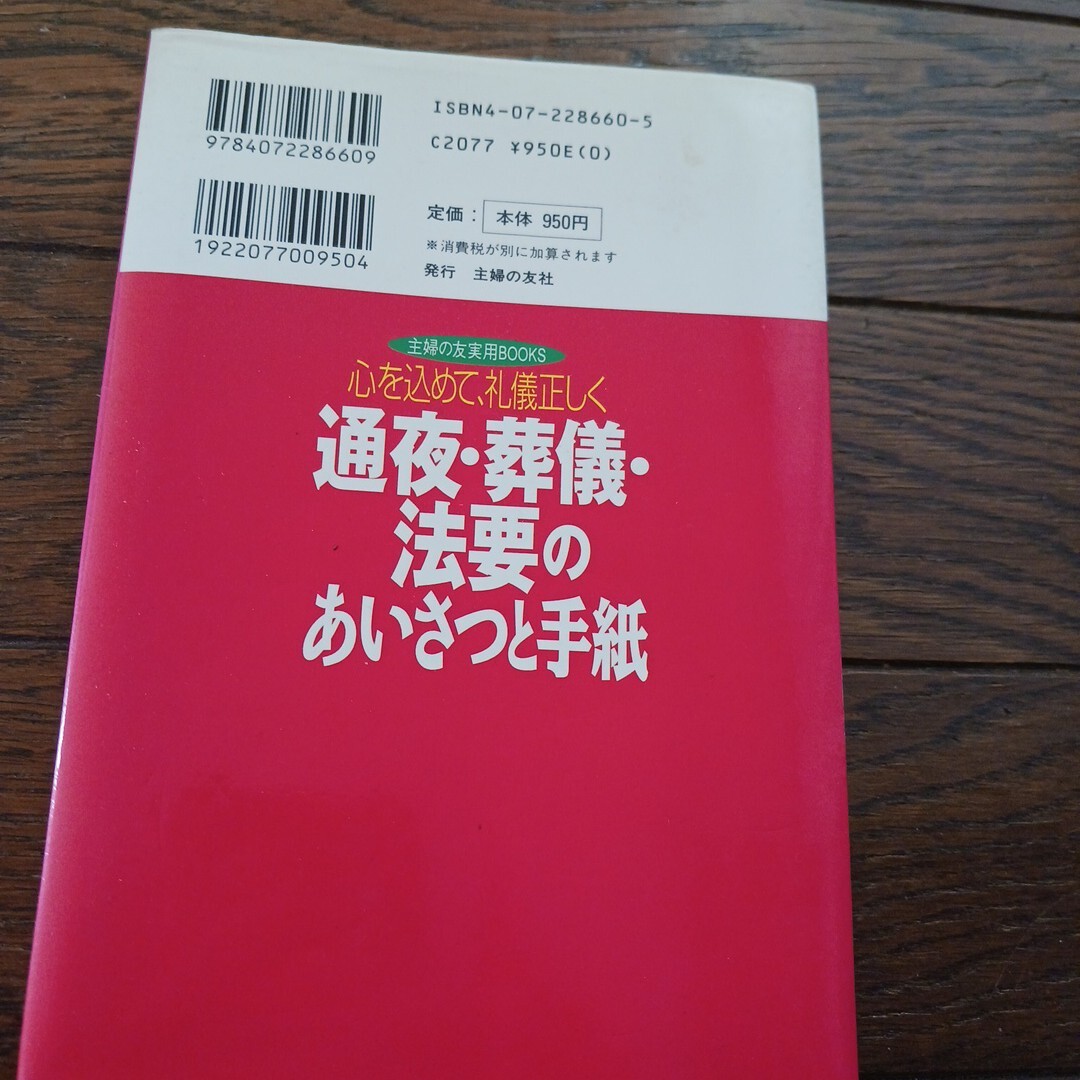 9784072286609
ISBN4-07-228660-5
C2077 ¥950E(0)
1922077009504
定価：本体 950円
※消費税が別に加算されます
発行 主婦の友社
主婦の友実用BOOKS
心を込めて、礼儀正しく
通夜・葬儀・
法要の
あいさつと手紙